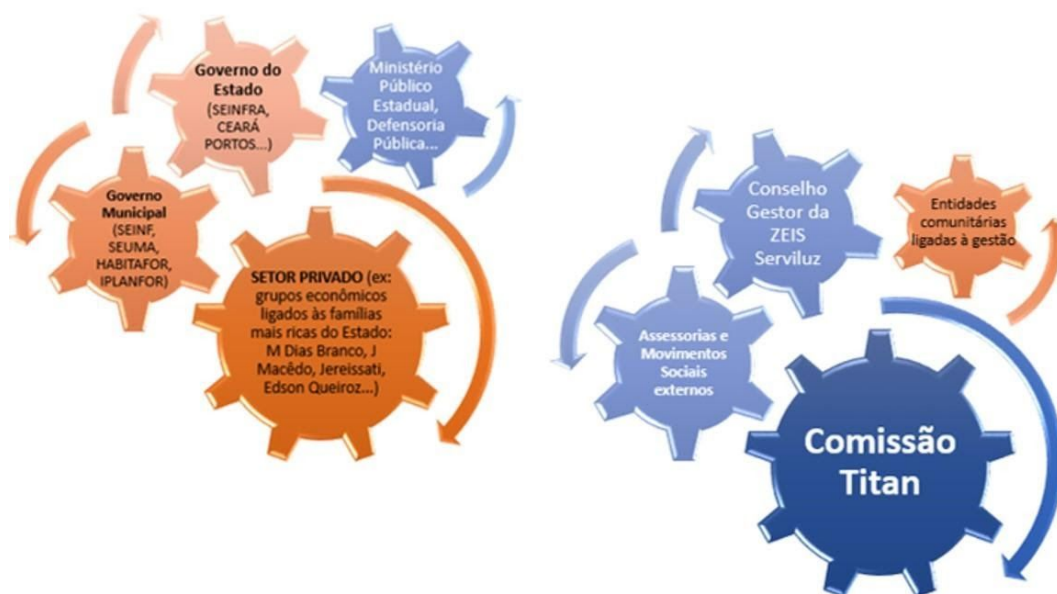 Governo do
Estado
(SEINFRA,
CEARÁ
PORTOS...)
Ministério
Público
Estadual,
Defensoria
Pública...
Governo
Municipal
(SEINF,
SEUMA,
HABITAFOR,
IPLANFOR)
SETOR PRIVADO (ex:
grupos econômicos
ligados às famílias
mais ricas do Estado:
M Dias Branco, J
Macêdo, Jereissati,
Edson Queiroz...)
Conselho
Gestor da
ZEIS
Serviluz
Entidades
comunitárias
ligadas à gestão
Assessorias e
Movimentos
Sociais
externos
Comissão
Titan